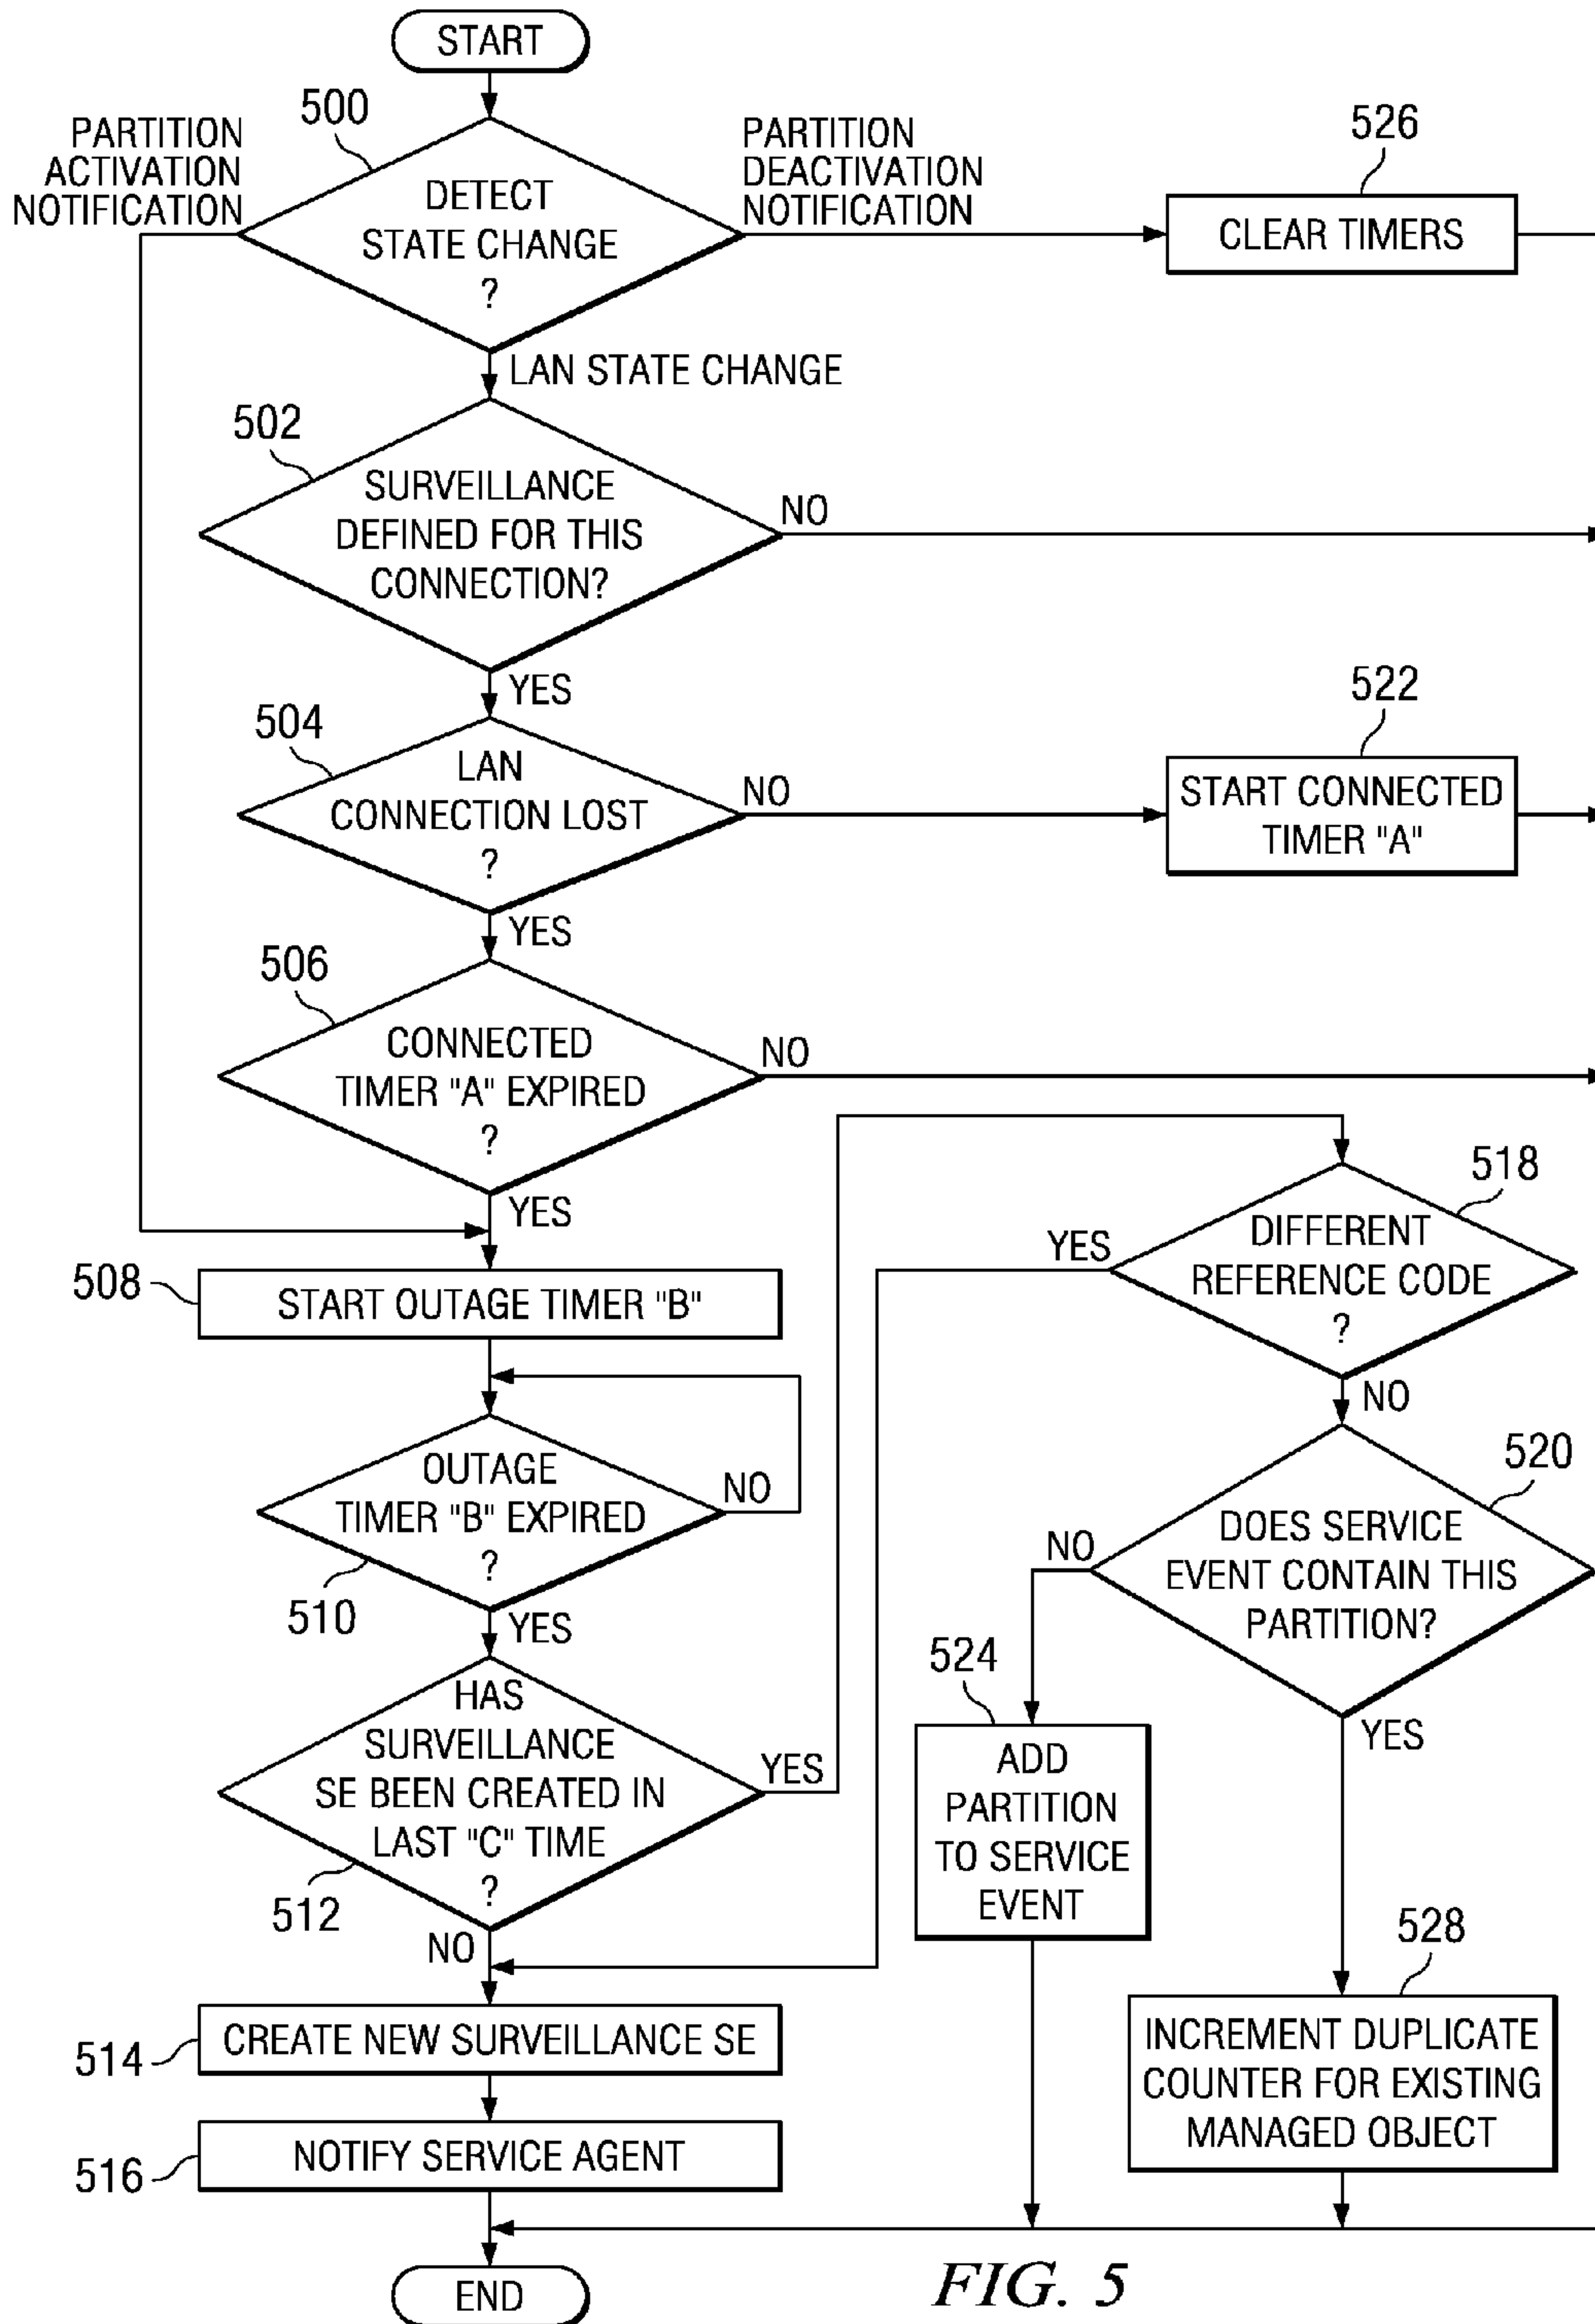 START
500
PARTITION
ACTIVATION
NOTIFICATION
PARTITION
DEACTIVATION
NOTIFICATION
DETECT
STATE CHANGE
?
526
CLEAR TIMERS
LAN STATE CHANGE
502
SURVEILLANCE
DEFINED FOR THIS
CONNECTION?
NO
YES
504
LAN
CONNECTION LOST
?
NO
522
START CONNECTED
TIMER "A"
YES
506
CONNECTED
TIMER "A" EXPIRED
?
NO
YES
508
START OUTAGE TIMER "B"
OUTAGE
TIMER "B" EXPIRED
?
NO
510
YES
HAS
SURVEILLANCE
SE BEEN CREATED IN
LAST "C" TIME
?
YES
512
NO
518
DIFFERENT
REFERENCE CODE
?
YES
NO
520
DOES SERVICE
EVENT CONTAIN THIS
PARTITION?
NO
YES
524
ADD
PARTITION
TO SERVICE
EVENT
528
INCREMENT DUPLICATE
COUNTER FOR EXISTING
MANAGED OBJECT
514
CREATE NEW SURVEILLANCE SE
516
NOTIFY SERVICE AGENT
END
FIG. 5